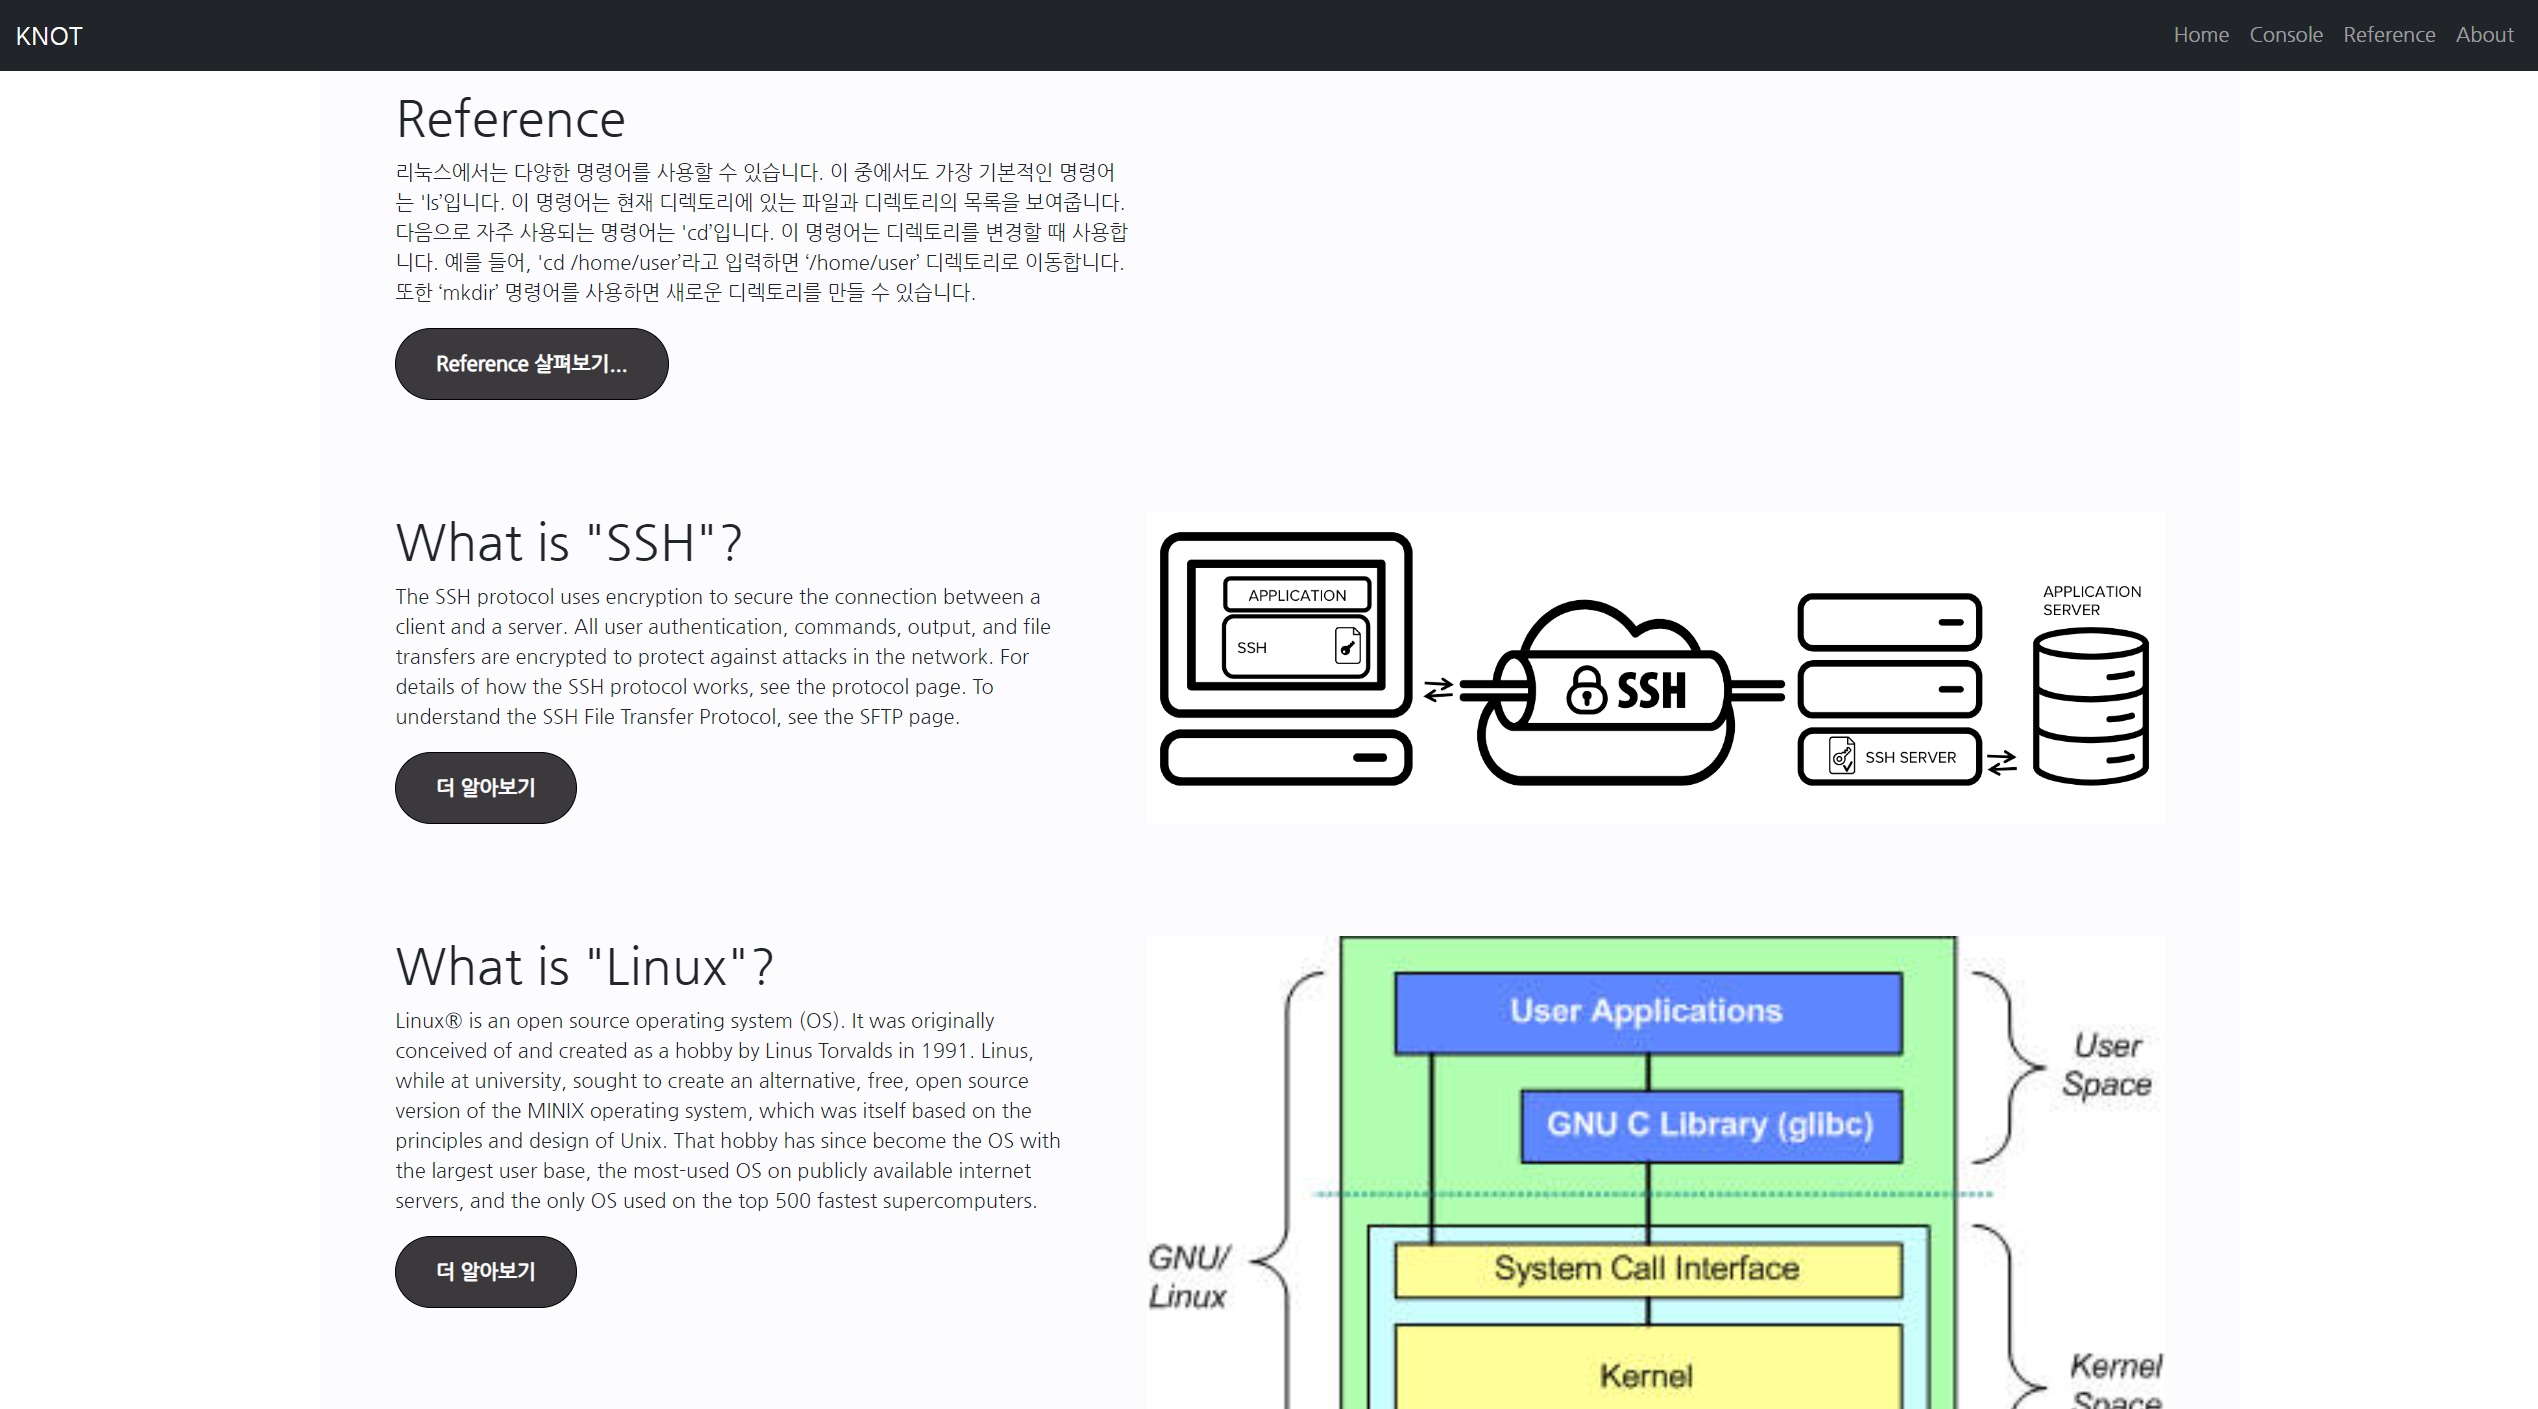 KNOT
Home Console Reference About
Reference
리눅스에서는 다양한 명령어를 사용할 수 있습니다. 이 중에서도 가장 기본적인 명령어
는 'ls’입니다. 이 명령어는 현재 디렉토리에 있는 파일과 디렉토리의 목록을 보여줍니다.
다음으로 자주 사용되는 명령어는 'cd’입니다. 이 명령어는 디렉토리를 변경할 때 사용합
니다. 예를 들어, 'cd /home/user’라고 입력하면 ‘/home/user’ 디렉토리로 이동합니다.
또한 ‘mkdir’ 명령어를 사용하면 새로운 디렉토리를 만들 수 있습니다.
Reference 살펴보기...
What is "SSH"?
The SSH protocol uses encryption to secure the connection between a
client and a server. All user authentication, commands, output, and file
transfers are encrypted to protect against attacks in the network. For
details of how the SSH protocol works, see the protocol page. To
understand the SSH File Transfer Protocol, see the SFTP page.
더 알아보기
APPLICATION
SSH
SSH
SSH SERVER
APPLICATION
SERVER
What is "Linux"?
Linux® is an open source operating system (OS). It was originally
conceived of and created as a hobby by Linus Torvalds in 1991. Linus,
while at university, sought to create an alternative, free, open source
version of the MINIX operating system, which was itself based on the
principles and design of Unix. That hobby has since become the OS with
the largest user base, the most-used OS on publicly available internet
servers, and the only OS used on the top 500 fastest supercomputers.
더 알아보기
User Applications
GNU C Library (glibc)
User
Space
System Call Interface
GNU/
Linux
Kernel
Kernel
Space